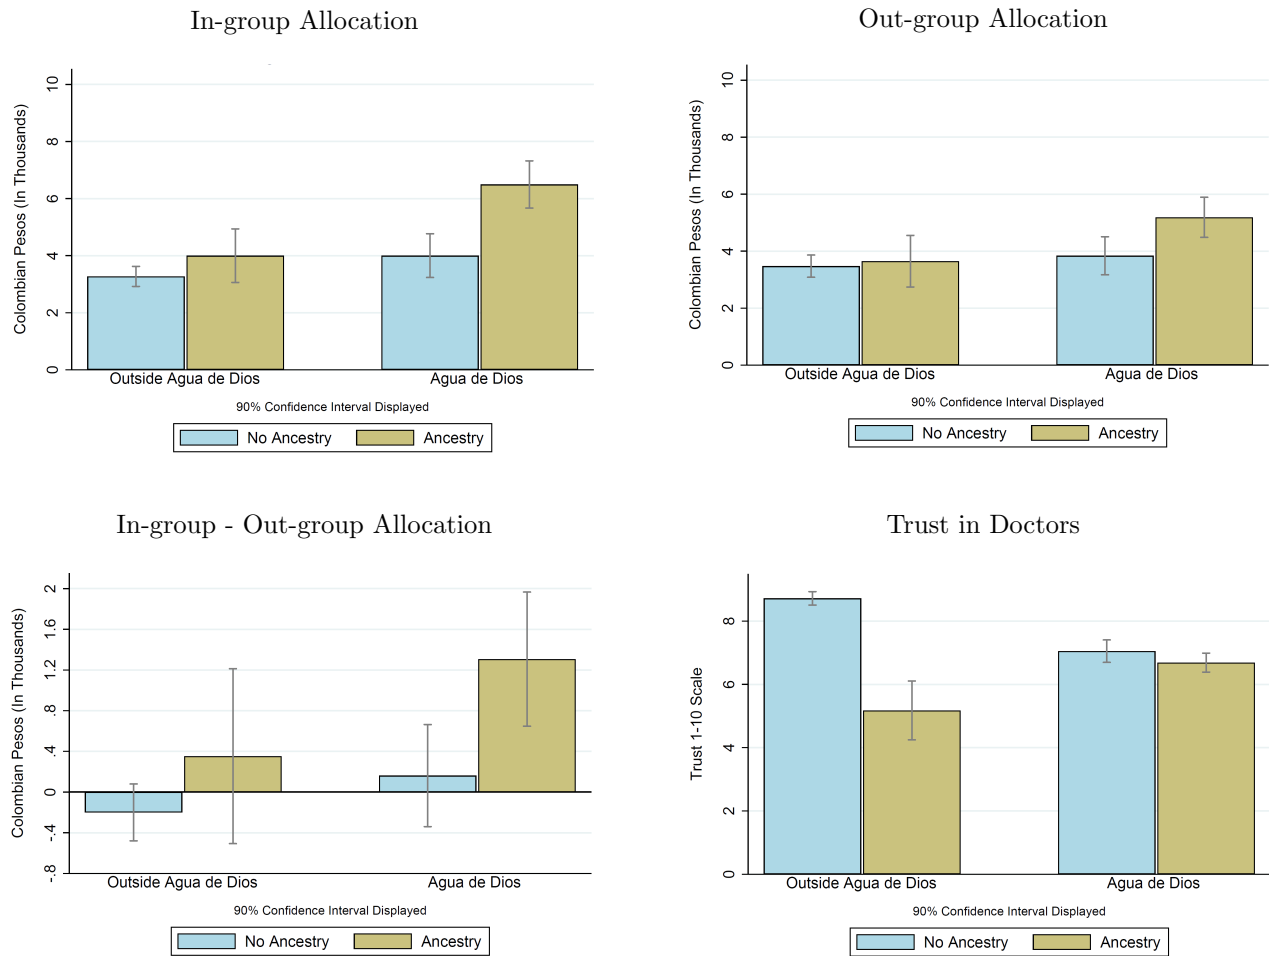 In-group Allocation
Colombian Pesos (In Thousands)
10
8
6
4
2
0
Outside Agua de Dios
Agua de Dios
90% Confidence Interval Displayed
No Ancestry
Ancestry
Out-group Allocation
Colombian Pesos (In Thousands)
10
8
6
4
2
0
Outside Agua de Dios
Agua de Dios
90% Confidence Interval Displayed
No Ancestry
Ancestry
In-group - Out-group Allocation
Colombian Pesos (In Thousands)
2
1.6
1.2
.8
.4
0
-.4
-.8
Outside Agua de Dios
Agua de Dios
90% Confidence Interval Displayed
No Ancestry
Ancestry
Trust in Doctors
Trust 1-10 Scale
8
6
4
2
0
Outside Agua de Dios
Agua de Dios
90% Confidence Interval Displayed
No Ancestry
Ancestry